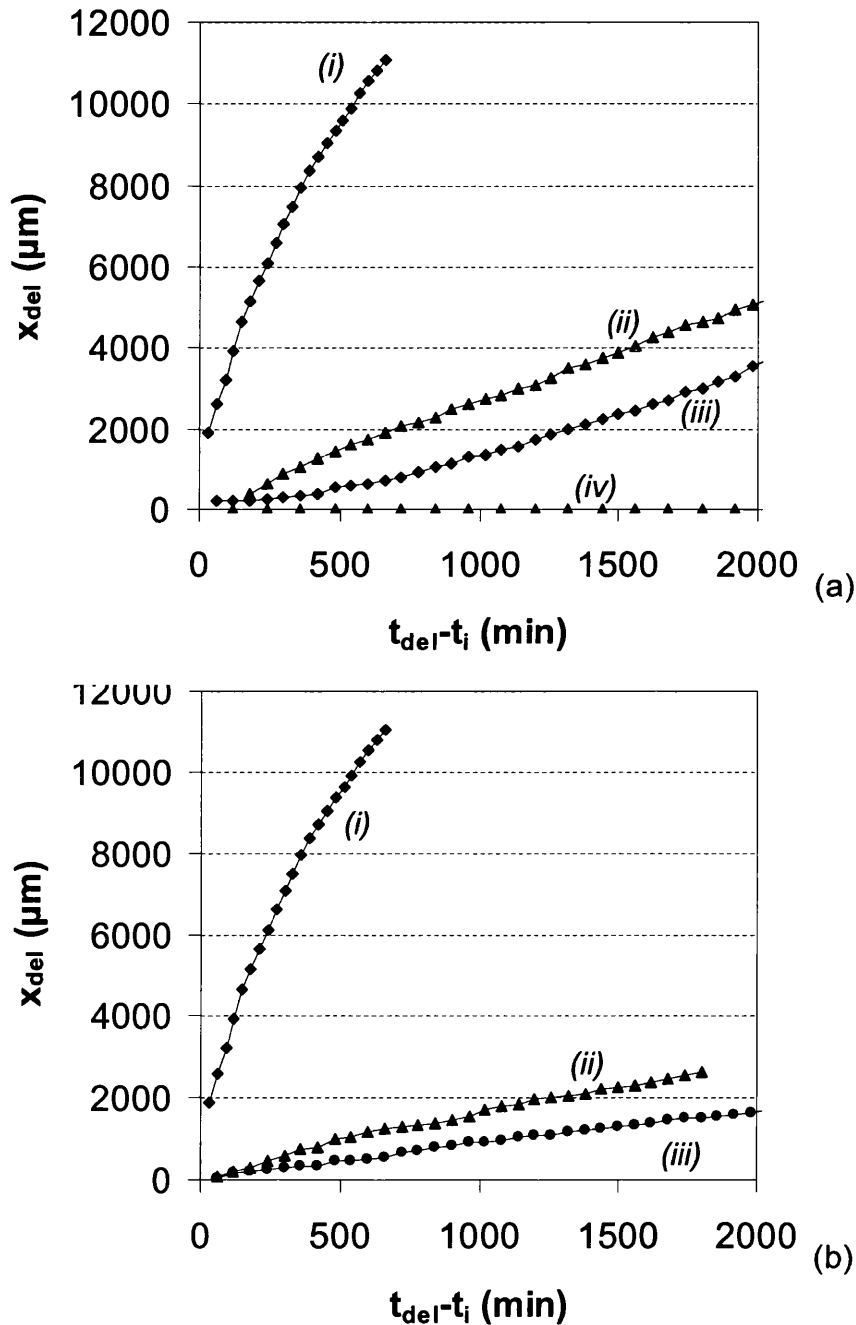 12000
(i)
10000
8000
6000
4000
2000
0
x_del (µm)
(ii)
(iii)
(iv)
0 500 1000 1500 2000
(a)
t_del-t_i (min)
12000
10000
8000
6000
4000
2000
0
x_del (µm)
(i)
(ii)
(iii)
0 500 1000 1500 2000
(b)
t_del-t_i (min)